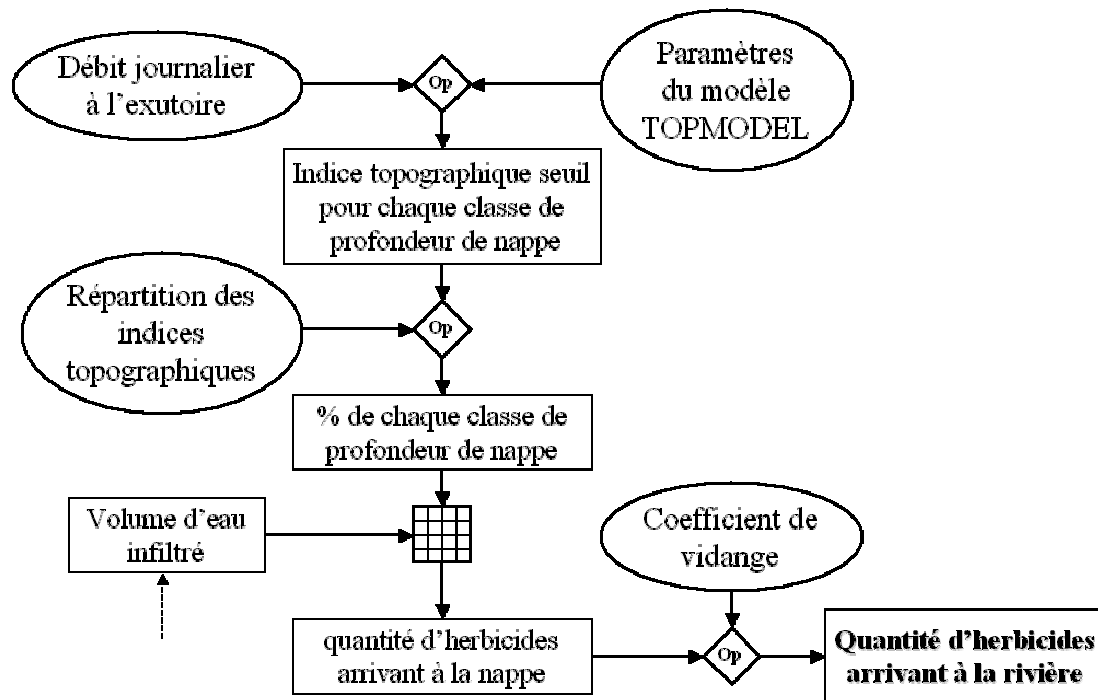 Débit journalier
à l'exutoire
Op
Paramètres
du modèle
TOPMODEL
Indice topographique seuil
pour chaque classe de
profondeur de nappe
Répartition des
indices
topographiques
Op
% de chaque classe de
profondeur de nappe
Volume d'eau
infiltré
Coefficient de
vidange
quantité d'herbicides
arrivant à la nappe
Op
Quantité d'herbicides
arrivant à la rivière